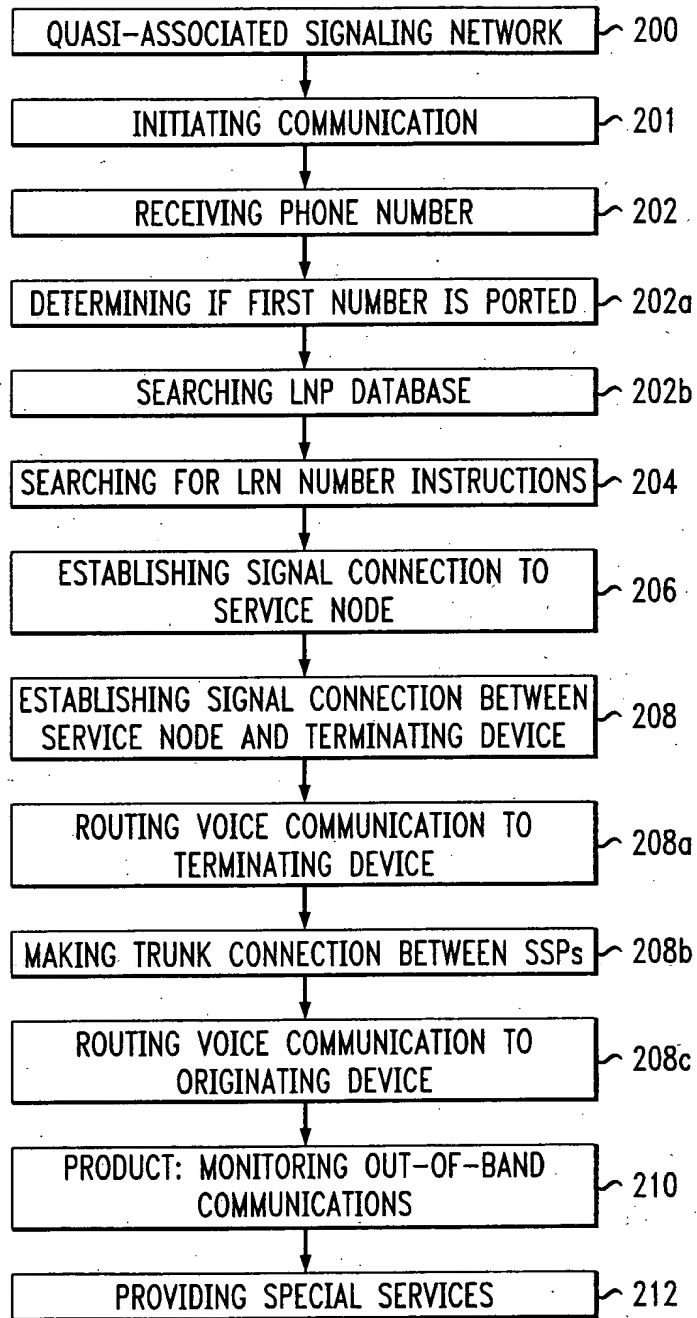 QUASI-ASSOCIATED SIGNALING NETWORK 200
INITIATING COMMUNICATION 201
RECEIVING PHONE NUMBER 202
DETERMINING IF FIRST NUMBER IS PORTED 202a
SEARCHING LNP DATABASE 202b
SEARCHING FOR LRN NUMBER INSTRUCTIONS 204
ESTABLISHING SIGNAL CONNECTION TO
SERVICE NODE 206
ESTABLISHING SIGNAL CONNECTION BETWEEN
SERVICE NODE AND TERMINATING DEVICE 208
ROUTING VOICE COMMUNICATION TO
TERMINATING DEVICE 208a
MAKING TRUNK CONNECTION BETWEEN SSPs 208b
ROUTING VOICE COMMUNICATION TO
ORIGINATING DEVICE 208c
PRODUCT: MONITORING OUT-OF-BAND
COMMUNICATIONS 210
PROVIDING SPECIAL SERVICES 212